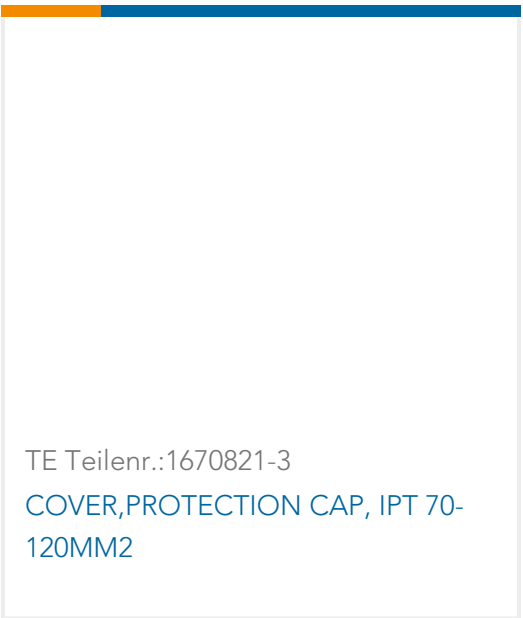 TE Teilenr.:1670821-3
COVER,PROTECTION CAP, IPT 70-
120MM2